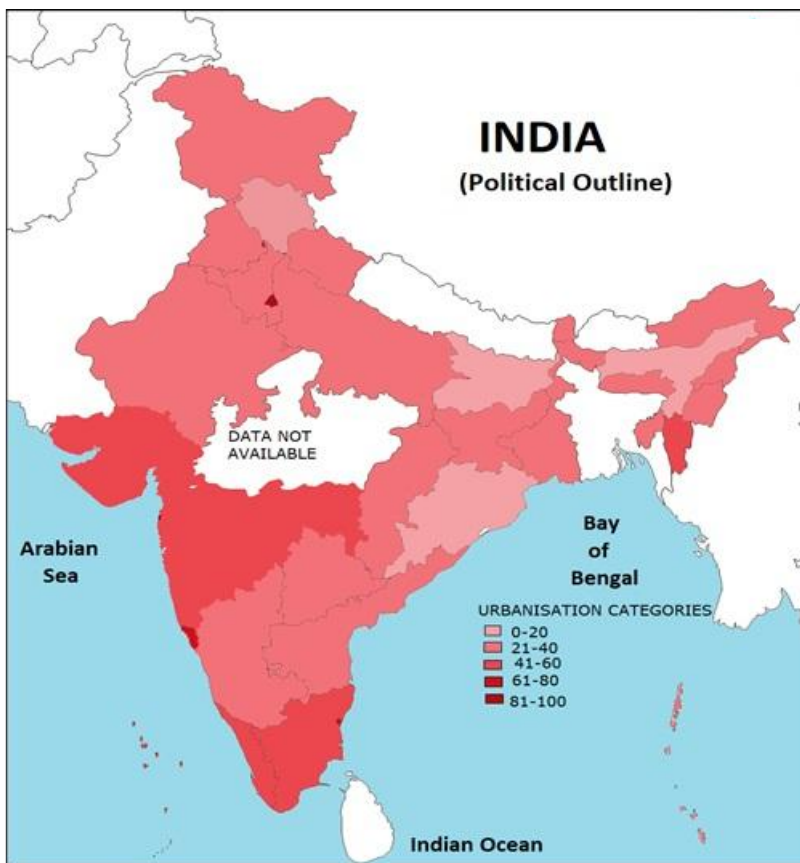 INDIA
(Political Outline)
DATA NOT
AVAILABLE
Arabian
Sea
Bay
of
Bengal
URBANISATION CATEGORIES
0-20
21-40
41-60
61-80
81-100
Indian Ocean